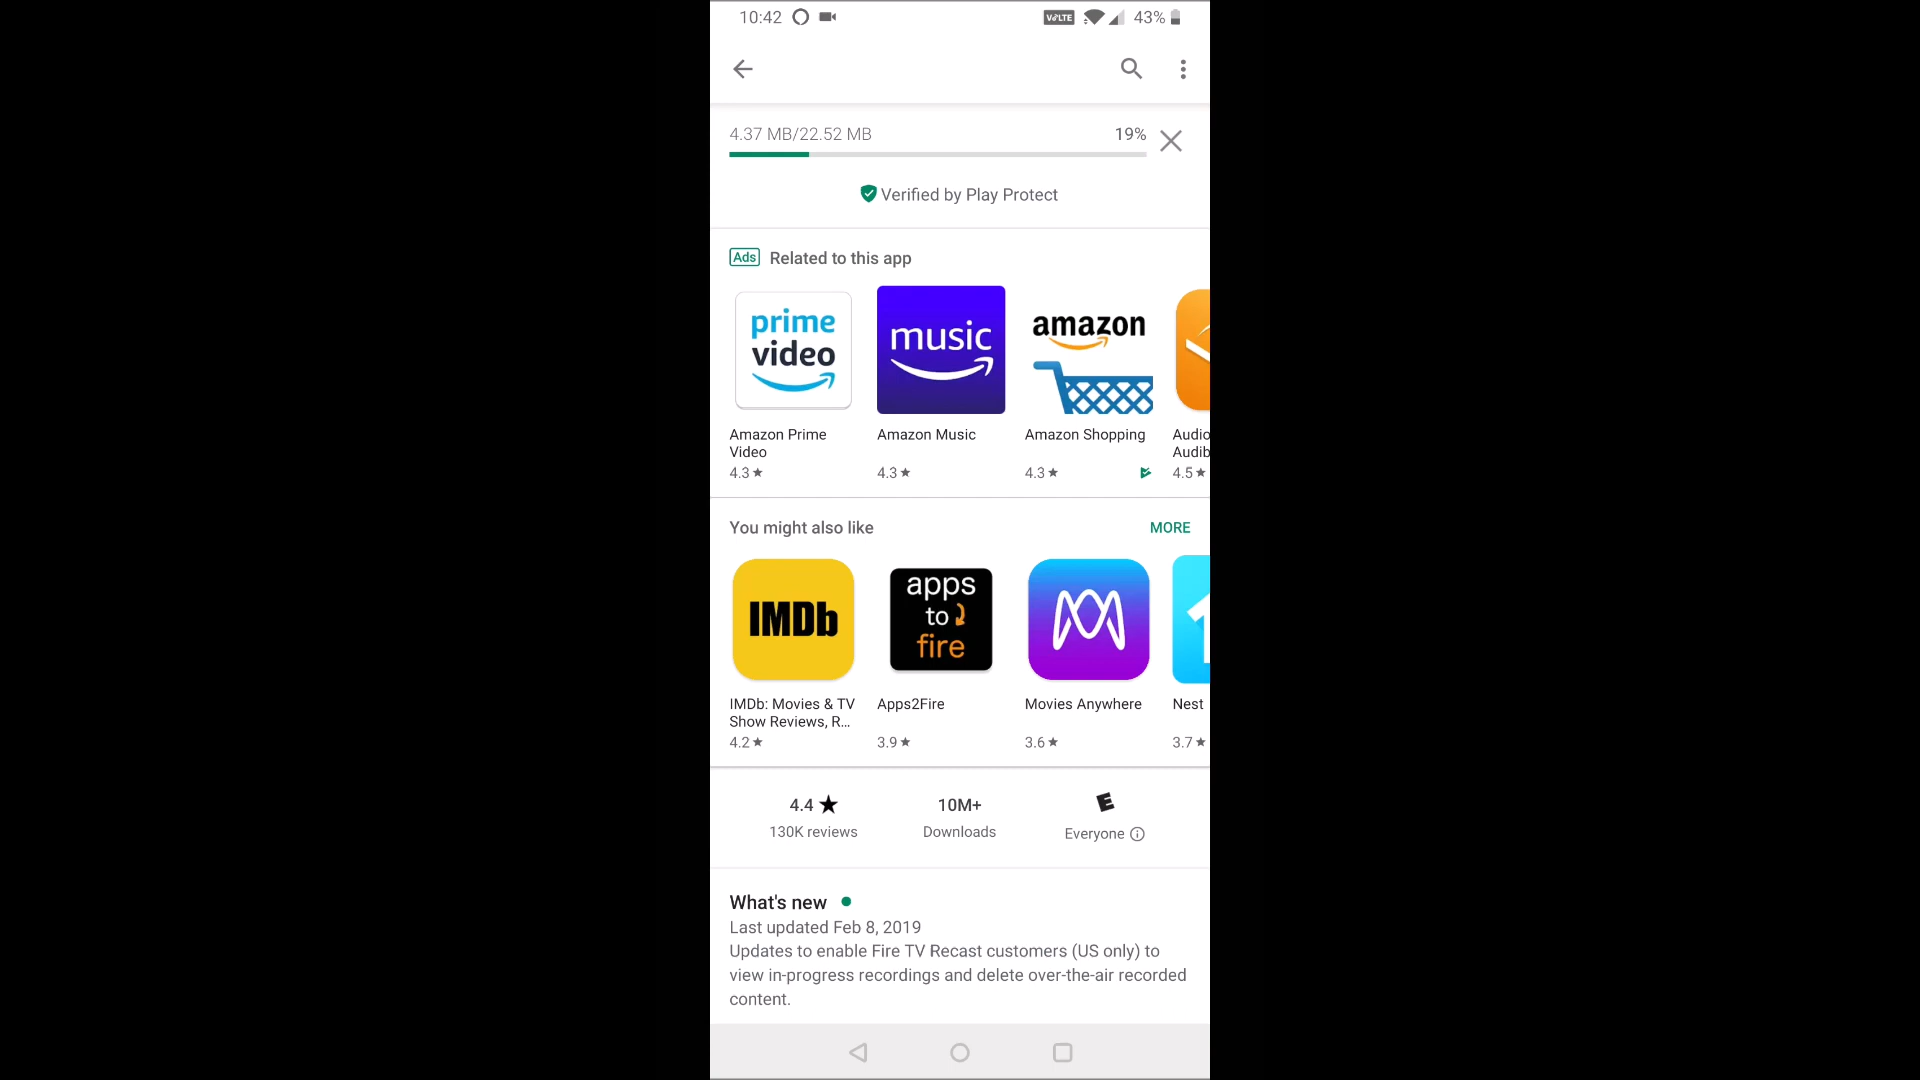 10:42 VoLTE 43%
4.37 MB/22.52 MB 19%
Verified by Play Protect
Ads Related to this app
prime
video
music
amazon
Amazon Prime
Video
4.3★
Amazon Music
4.3★
Amazon Shopping
4.3★
Audio
Audib
4.5★
You might also like MORE
IMDb
apps
to
fire
IMDb: Movies & TV
Show Reviews, R...
4.2★
Apps2Fire
3.9★
Movies Anywhere
3.6★
Nest
3.7★
4.4★
130K reviews
10M+
Downloads
E
Everyone
What's new
Last updated Feb 8, 2019
Updates to enable Fire TV Recast customers (US only) to
view in-progress recordings and delete over-the-air recorded
content.